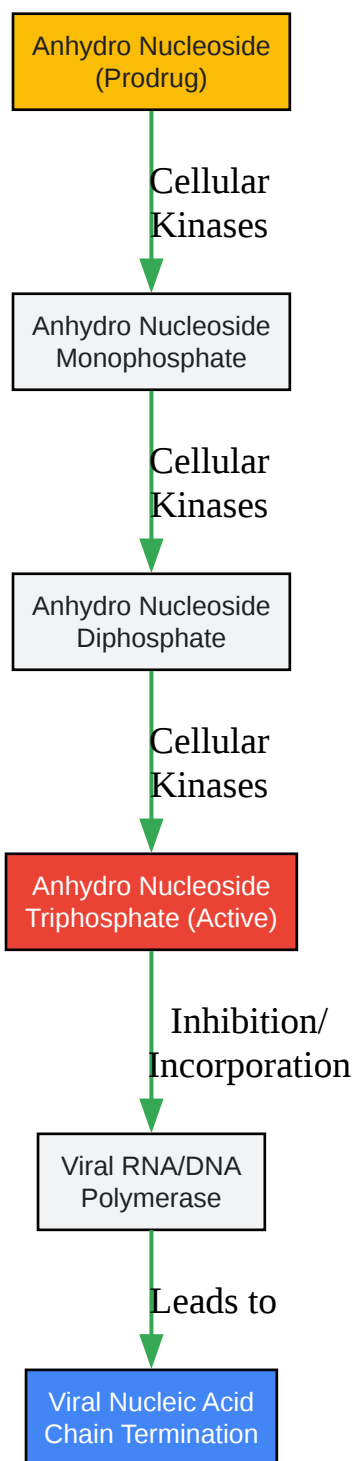 Anhydro Nucleoside
(Prodrug)
Cellular
Kinases
Anhydro Nucleoside
Monophosphate
Cellular
Kinases
Anhydro Nucleoside
Diphosphate
Cellular
Kinases
Anhydro Nucleoside
Triphosphate (Active)
Inhibition/
Incorporation
Viral RNA/DNA
Polymerase
Leads to
Viral Nucleic Acid
Chain Termination